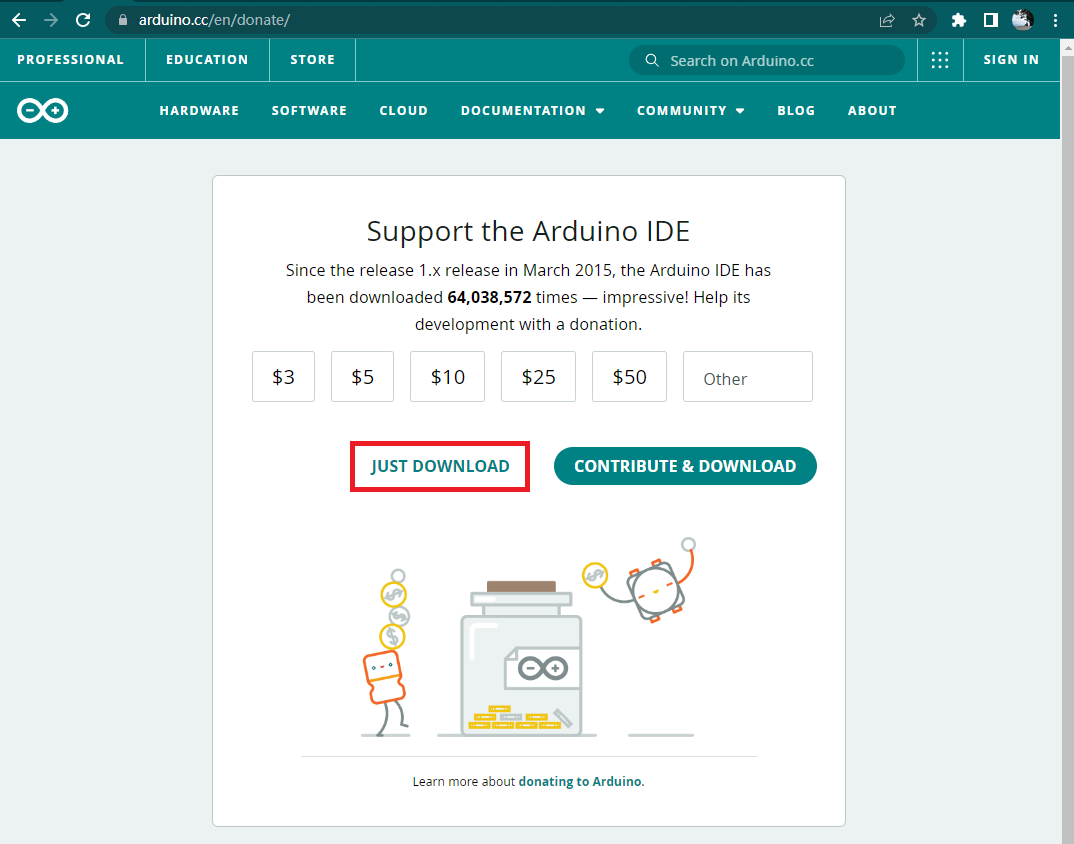 arduino.cc/en/donate/
PROFESSIONAL EDUCATION STORE Search on Arduino.cc SIGN IN
HARDWARE SOFTWARE CLOUD DOCUMENTATION COMMUNITY BLOG ABOUT
Support the Arduino IDE
Since the release 1.x release in March 2015, the Arduino IDE has
been downloaded 64,038,572 times — impressive! Help its
development with a donation.
$3 $5 $10 $25 $50 Other
JUST DOWNLOAD CONTRIBUTE & DOWNLOAD
$
$
$
$
Learn more about donating to Arduino.